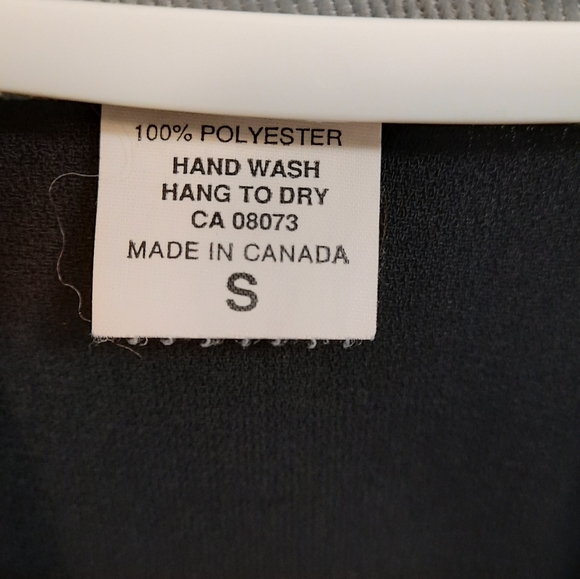 100% POLYESTER
HAND WASH
HANG TO DRY
CA 08073
MADE IN CANADA
S